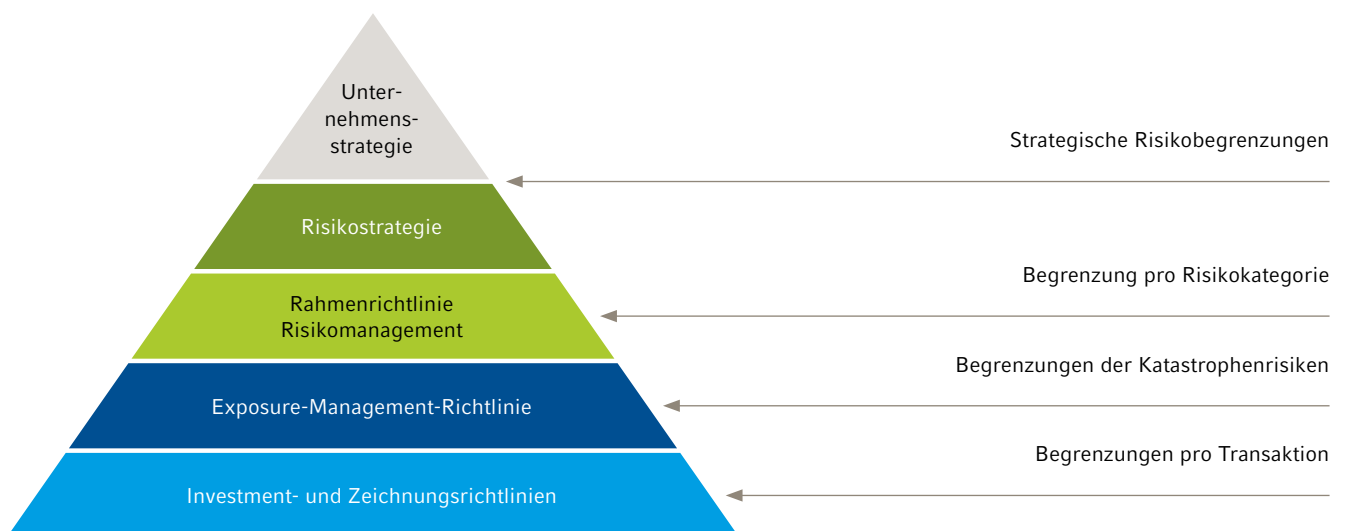 Unter-
nehmens-
strategie
Strategische Risikobegrenzungen
Risikostrategie
Begrenzung pro Risikokategorie
Rahmenrichtlinie
Risikomanagement
Begrenzungen der Katastrophenrisiken
Exposure-Management-Richtlinie
Begrenzungen pro Transaktion
Investment- und Zeichnungsrichtlinien